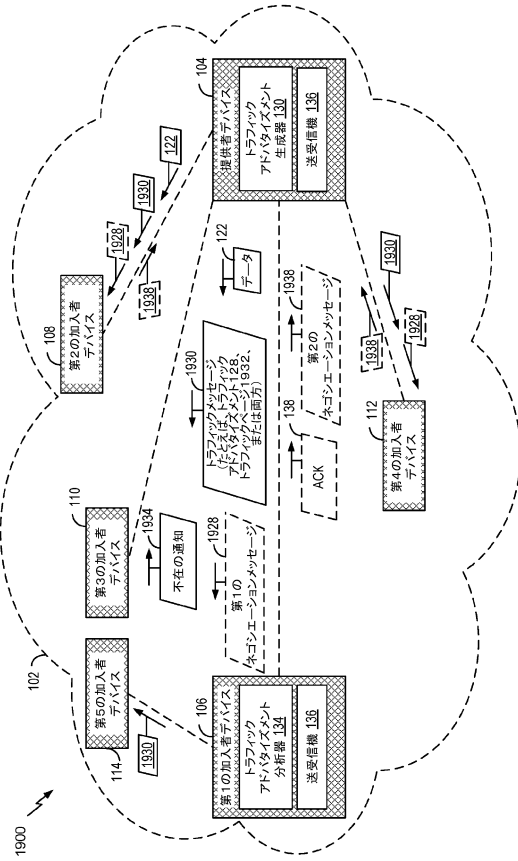 1900
102
第2の加入者
デバイス
108
1928
1930
122
1938
104
提供者デバイス
トラフィック
アドバタイズメント
生成器 130
送受信機 136
第5の加入者
デバイス
114
第3の加入者
デバイス
110
1930
不在の通知
1934
トラフィックメッセージ
(たとえば、トラフィック
アドバタイズメント128、
トラフィックページ1932、
または両方)
1930
データ
122
第1の
ネゴシエーションメッセージ
1928
106
第1の加入者デバイス
トラフィック
アドバタイズメント
分析器 134
送受信機 136
ACK
138
第2の
ネゴシエーションメッセージ
1938
1938
1930
1928
112
第4の加入者
デバイス